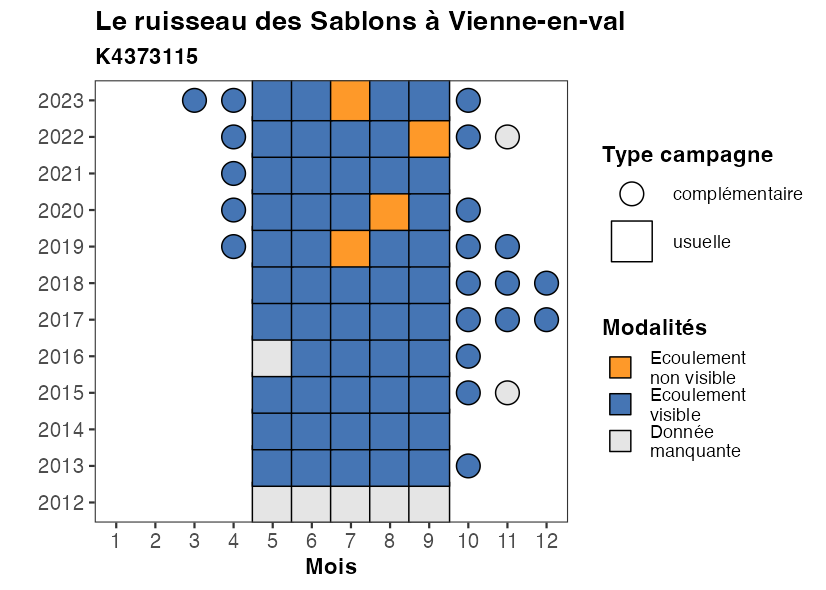 Le ruisseau des Sablons à Vienne-en-val
K4373115
2023
2022
2021
2020
2019
2018
2017
2016
2015
2014
2013
2012
1 2 3 4 5 6 7 8 9 10 11 12
Mois
Type campagne
complémentaire
usuelle
Modalités
Ecoulement
non visible
Ecoulement
visible
Donnée
manquante